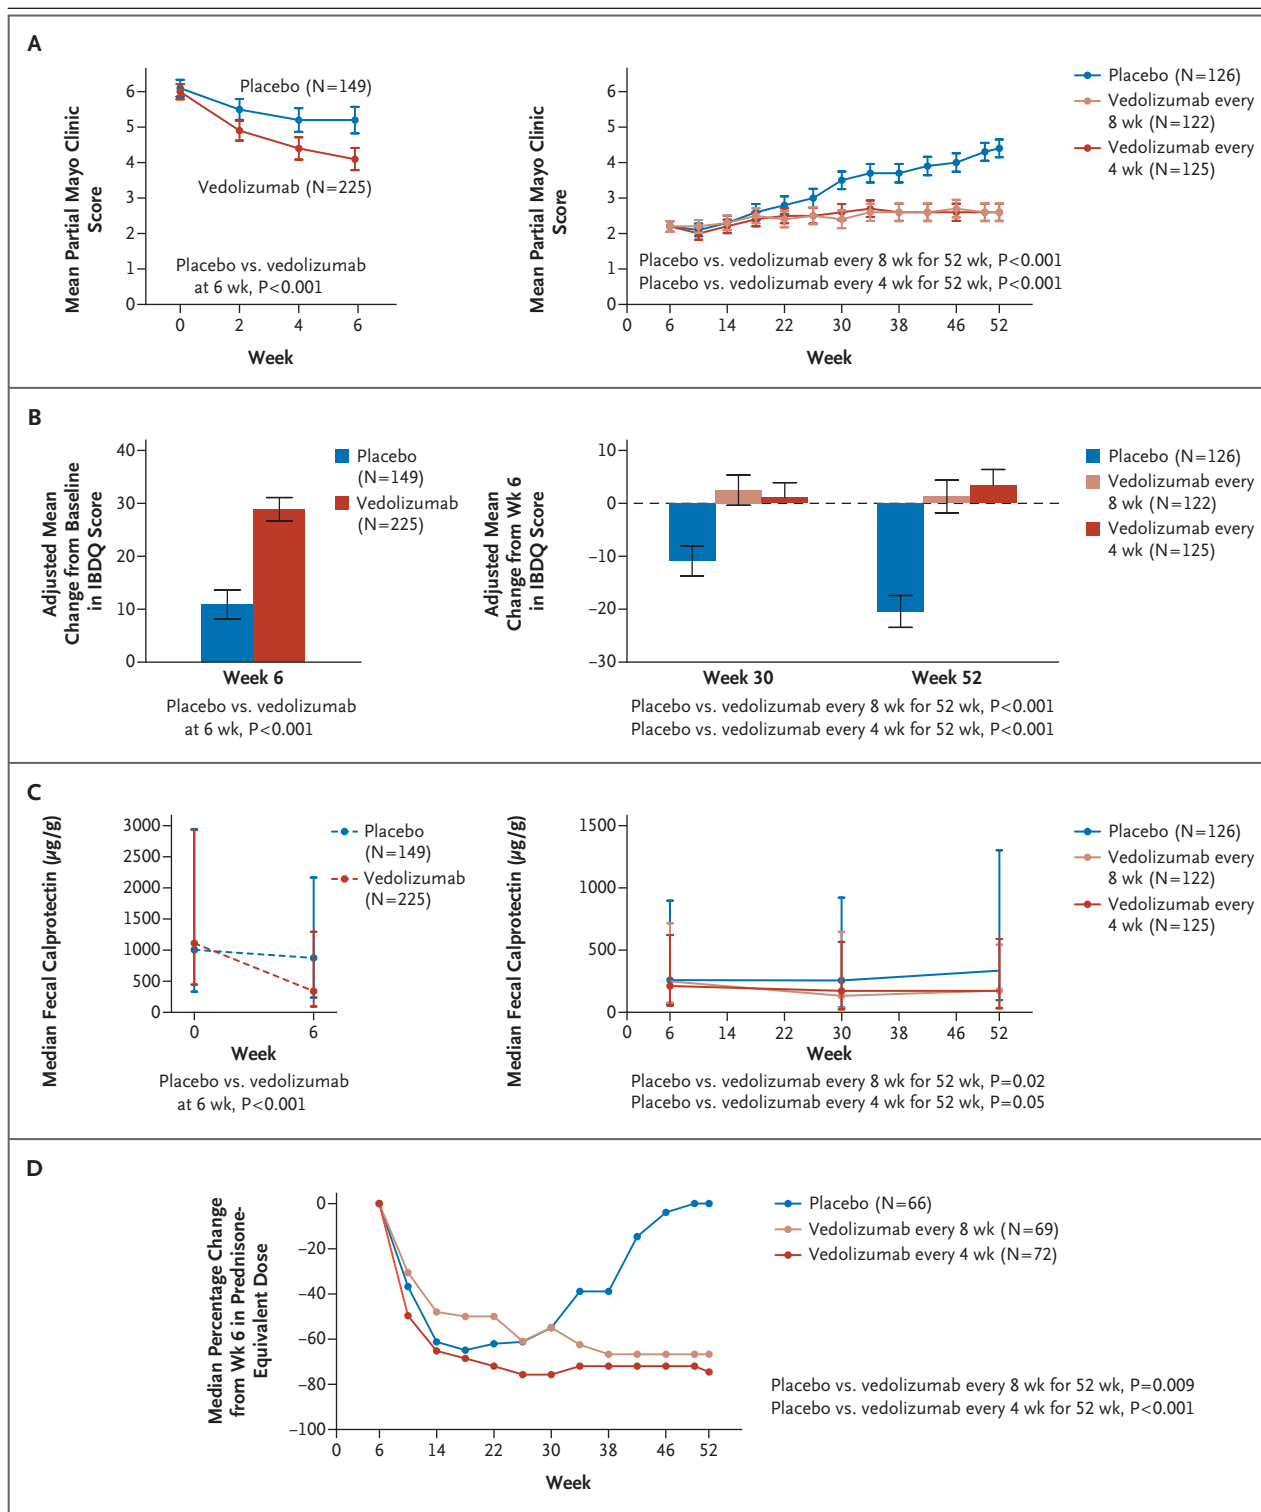 A
Mean Partial Mayo Clinic
Score
6
5
4
3
2
1
0
Placebo (N=149)
Vedolizumab (N=225)
Placebo vs. vedolizumab
at 6 wk, P<0.001
0 2 4 6
Week
Mean Partial Mayo Clinic
Score
6
5
4
3
2
1
0
Placebo (N=126)
Vedolizumab every
8 wk (N=122)
Vedolizumab every
4 wk (N=125)
Placebo vs. vedolizumab every 8 wk for 52 wk, P<0.001
Placebo vs. vedolizumab every 4 wk for 52 wk, P<0.001
0 6 14 22 30 38 46 52
Week
B
Adjusted Mean
Change from Baseline
in IBDQ Score
40
30
20
10
0
Placebo
(N=149)
Vedolizumab
(N=225)
Week 6
Placebo vs. vedolizumab
at 6 wk, P<0.001
Adjusted Mean
Change from Wk 6
in IBDQ Score
10
0
−10
−20
−30
Placebo (N=126)
Vedolizumab every
8 wk (N=122)
Vedolizumab every
4 wk (N=125)
Week 30 Week 52
Placebo vs. vedolizumab every 8 wk for 52 wk, P<0.001
Placebo vs. vedolizumab every 4 wk for 52 wk, P<0.001
C
Median Fecal Calprotectin (µg/g)
3000
2500
2000
1500
1000
500
0
Placebo
(N=149)
Vedolizumab
(N=225)
0 6
Week
Placebo vs. vedolizumab
at 6 wk, P<0.001
Median Fecal Calprotectin (µg/g)
1500
1000
500
0
Placebo (N=126)
Vedolizumab every
8 wk (N=122)
Vedolizumab every
4 wk (N=125)
0 6 14 22 30 38 46 52
Week
Placebo vs. vedolizumab every 8 wk for 52 wk, P=0.02
Placebo vs. vedolizumab every 4 wk for 52 wk, P=0.05
D
Median Percentage Change
from Wk 6 in Prednisone-
Equivalent Dose
0
−20
−40
−60
−80
−100
Placebo (N=66)
Vedolizumab every 8 wk (N=69)
Vedolizumab every 4 wk (N=72)
Placebo vs. vedolizumab every 8 wk for 52 wk, P=0.009
Placebo vs. vedolizumab every 4 wk for 52 wk, P<0.001
0 6 14 22 30 38 46 52
Week